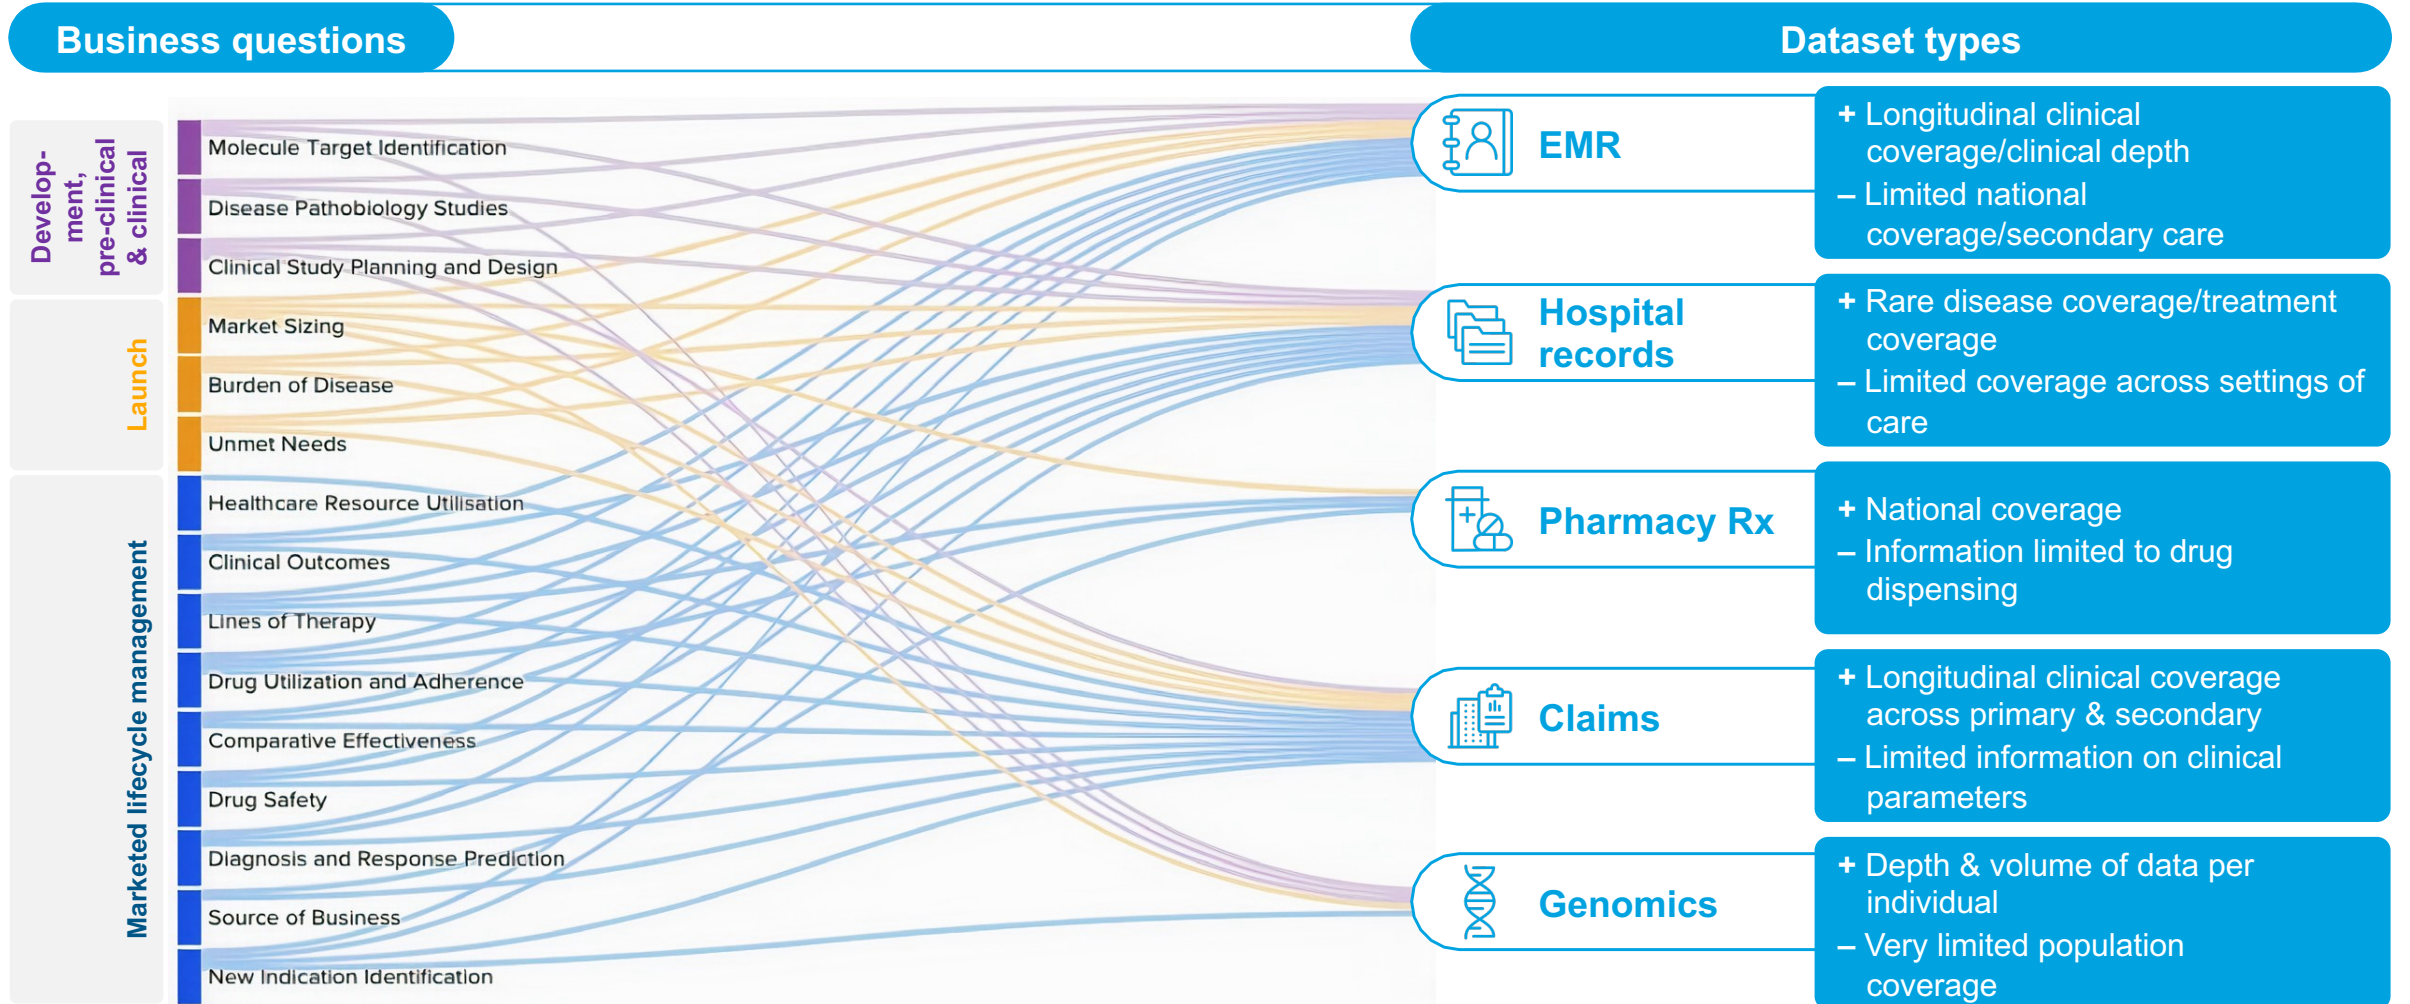 Business questions
Dataset types
Develop-
ment,
pre-clinical
& clinical
Molecule Target Identification
Disease Pathobiology Studies
Clinical Study Planning and Design
Launch
Market Sizing
Burden of Disease
Unmet Needs
Marketed lifecycle management
Healthcare Resource Utilisation
Clinical Outcomes
Lines of Therapy
Drug Utilization and Adherence
Comparative Effectiveness
Drug Safety
Diagnosis and Response Prediction
Source of Business
New Indication Identification
EMR
+ Longitudinal clinical
coverage/clinical depth
– Limited national
coverage/secondary care
Hospital
records
+ Rare disease coverage/treatment
coverage
– Limited coverage across settings of
care
Pharmacy Rx
+ National coverage
– Information limited to drug
dispensing
Claims
+ Longitudinal clinical coverage
across primary & secondary
– Limited information on clinical
parameters
Genomics
+ Depth & volume of data per
individual
– Very limited population
coverage